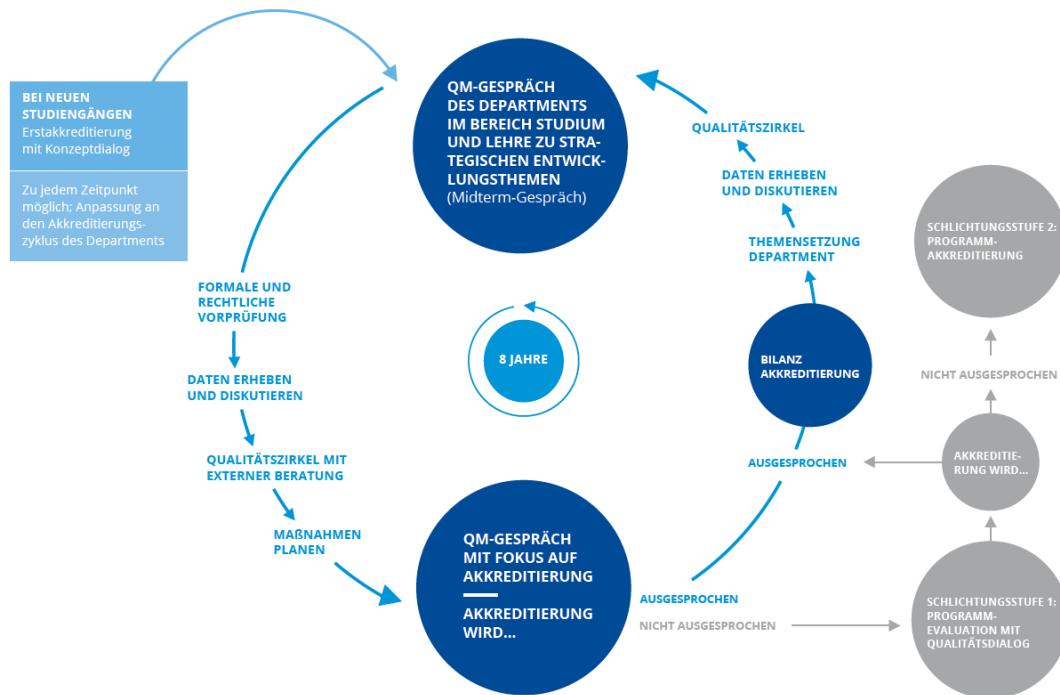 BEI NEUEN
STUDIENGÄNGEN
Erstakkreditierung
mit Konzeptdialog
Zu jedem Zeitpunkt
möglich; Anpassung an
den Akkreditierungs-
zyklus des Departments
QM-GESPRÄCH
DES DEPARTMENTS
IM BEREICH STUDIUM
UND LEHRE ZU STRA-
TEGISCHEN ENTWICK-
LUNGSTHEMEN
(Midterm-Gespräch)
FORMALE UND
RECHTLICHE
VORPRÜFUNG
DATEN ERHEBEN
UND DISKUTIEREN
QUALITÄTSZIRKEL MIT
EXTERNER BERATUNG
MAẞNAHMEN
PLANEN
8 JAHRE
QM-GESPRÄCH
MIT FOKUS AUF
AKKREDITIERUNG
AKKREDITIERUNG
WIRD...
AUSGESPROCHEN
NICHT AUSGESPROCHEN
SCHLICHTUNGSSTUFE 1:
PROGRAMM-
EVALUATION MIT
QUALITÄTSDIALOG
AKKREDITIE-
RUNG WIRD...
AUSGESPROCHEN
NICHT AUSGESPROCHEN
SCHLICHTUNGSSTUFE 2:
PROGRAMM-
AKKREDITIERUNG
BILANZ
AKKREDITIERUNG
THEMENSETZUNG
DEPARTMENT
DATEN ERHEBEN
UND DISKUTIEREN
QUALITÄTSZIRKEL